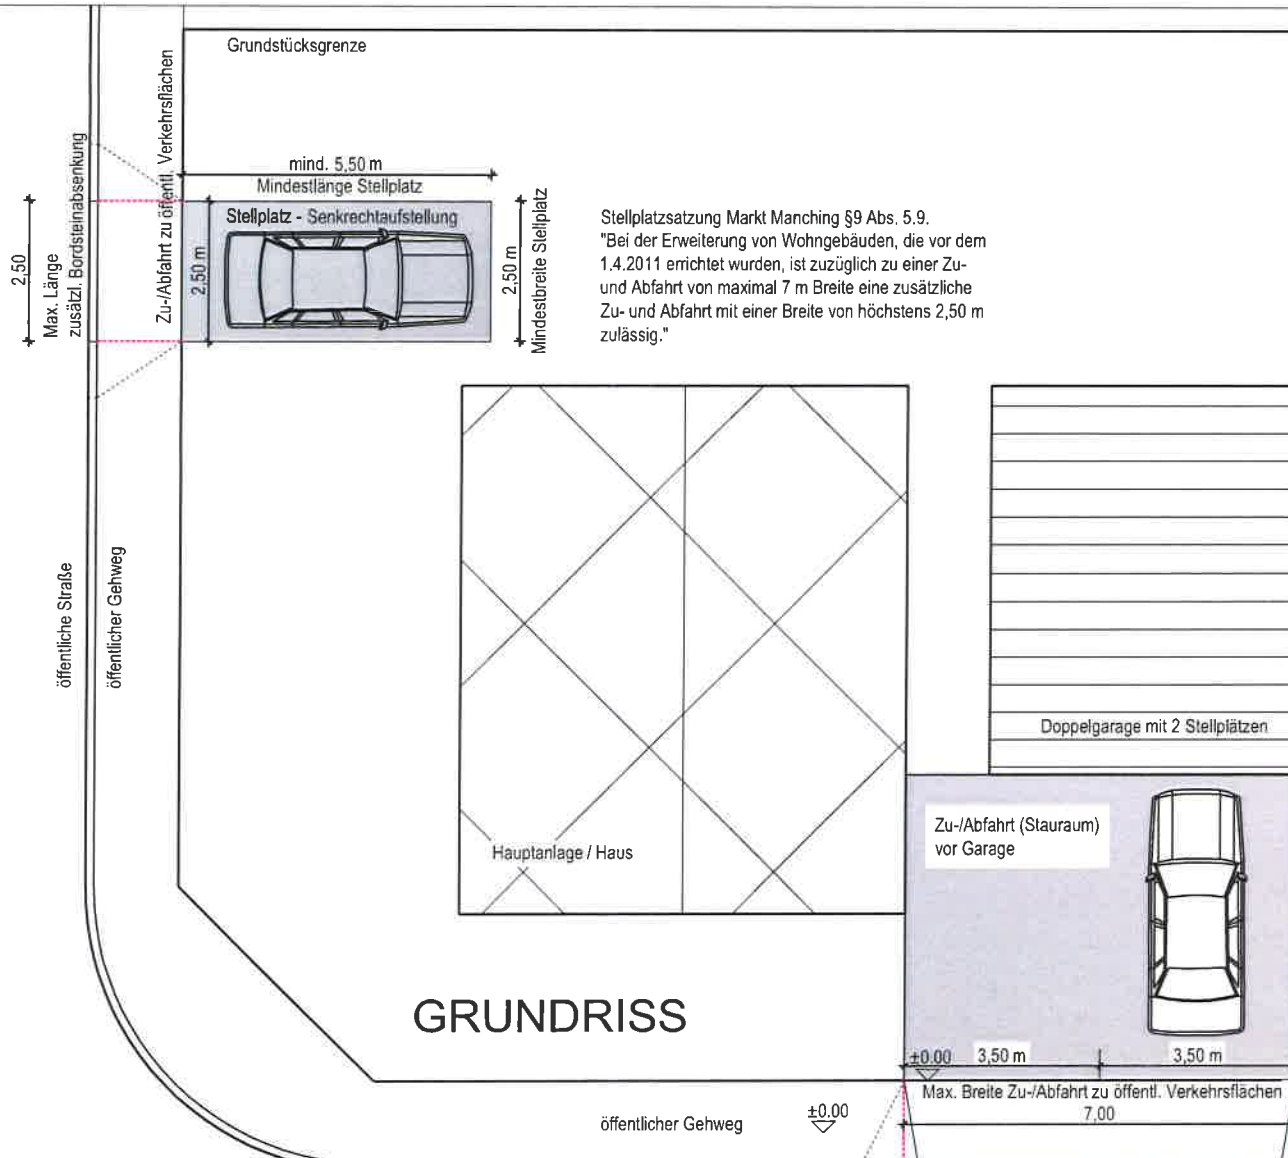 Grundstücksgrenze
Zu-/Abfahrt zu öffentl. Verkehrsflächen
mind. 5,50 m
Mindestlänge Stellplatz
2,50
Max. Länge
zusätzl. Bordsteinabsenkung
Stellplatz - Senkrechtaufstellung
2,50 m
2,50 m
Mindestbreite Stellplatz
Stellplatzsatzung Markt Manching §9 Abs. 5.9.
"Bei der Erweiterung von Wohngebäuden, die vor dem
1.4.2011 errichtet wurden, ist zuzüglich zu einer Zu-
und Abfahrt von maximal 7 m Breite eine zusätzliche
Zu- und Abfahrt mit einer Breite von höchstens 2,50 m
zulässig."
öffentliche Straße
öffentlicher Gehweg
Doppelgarage mit 2 Stellplätzen
Zu-/Abfahrt (Stauraum)
vor Garage
Hauptanlage / Haus
GRUNDRISS
±0.00
3,50 m
3,50 m
Max. Breite Zu-/Abfahrt zu öffentl. Verkehrsflächen
7,00
öffentlicher Gehweg
±0.00